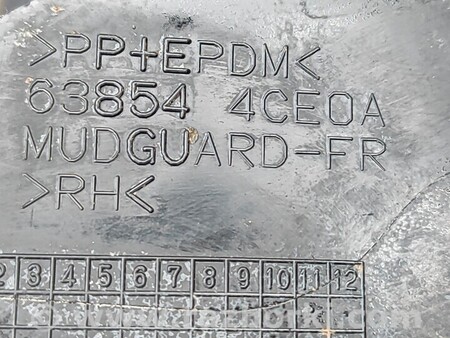 >PP+EPDM<
63854 4CE0A
MUDGUARD-FR
>RH<
2 3 4 5 6 7 8 9 10 11 12